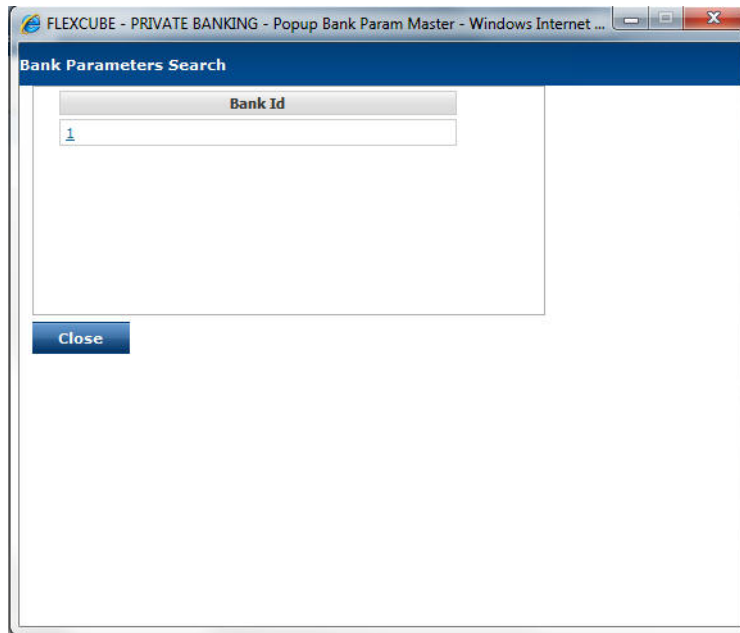 FLEXCUBE - PRIVATE BANKING - Popup Bank Param Master - Windows Internet ...
Bank Parameters Search
Bank Id
1
Close